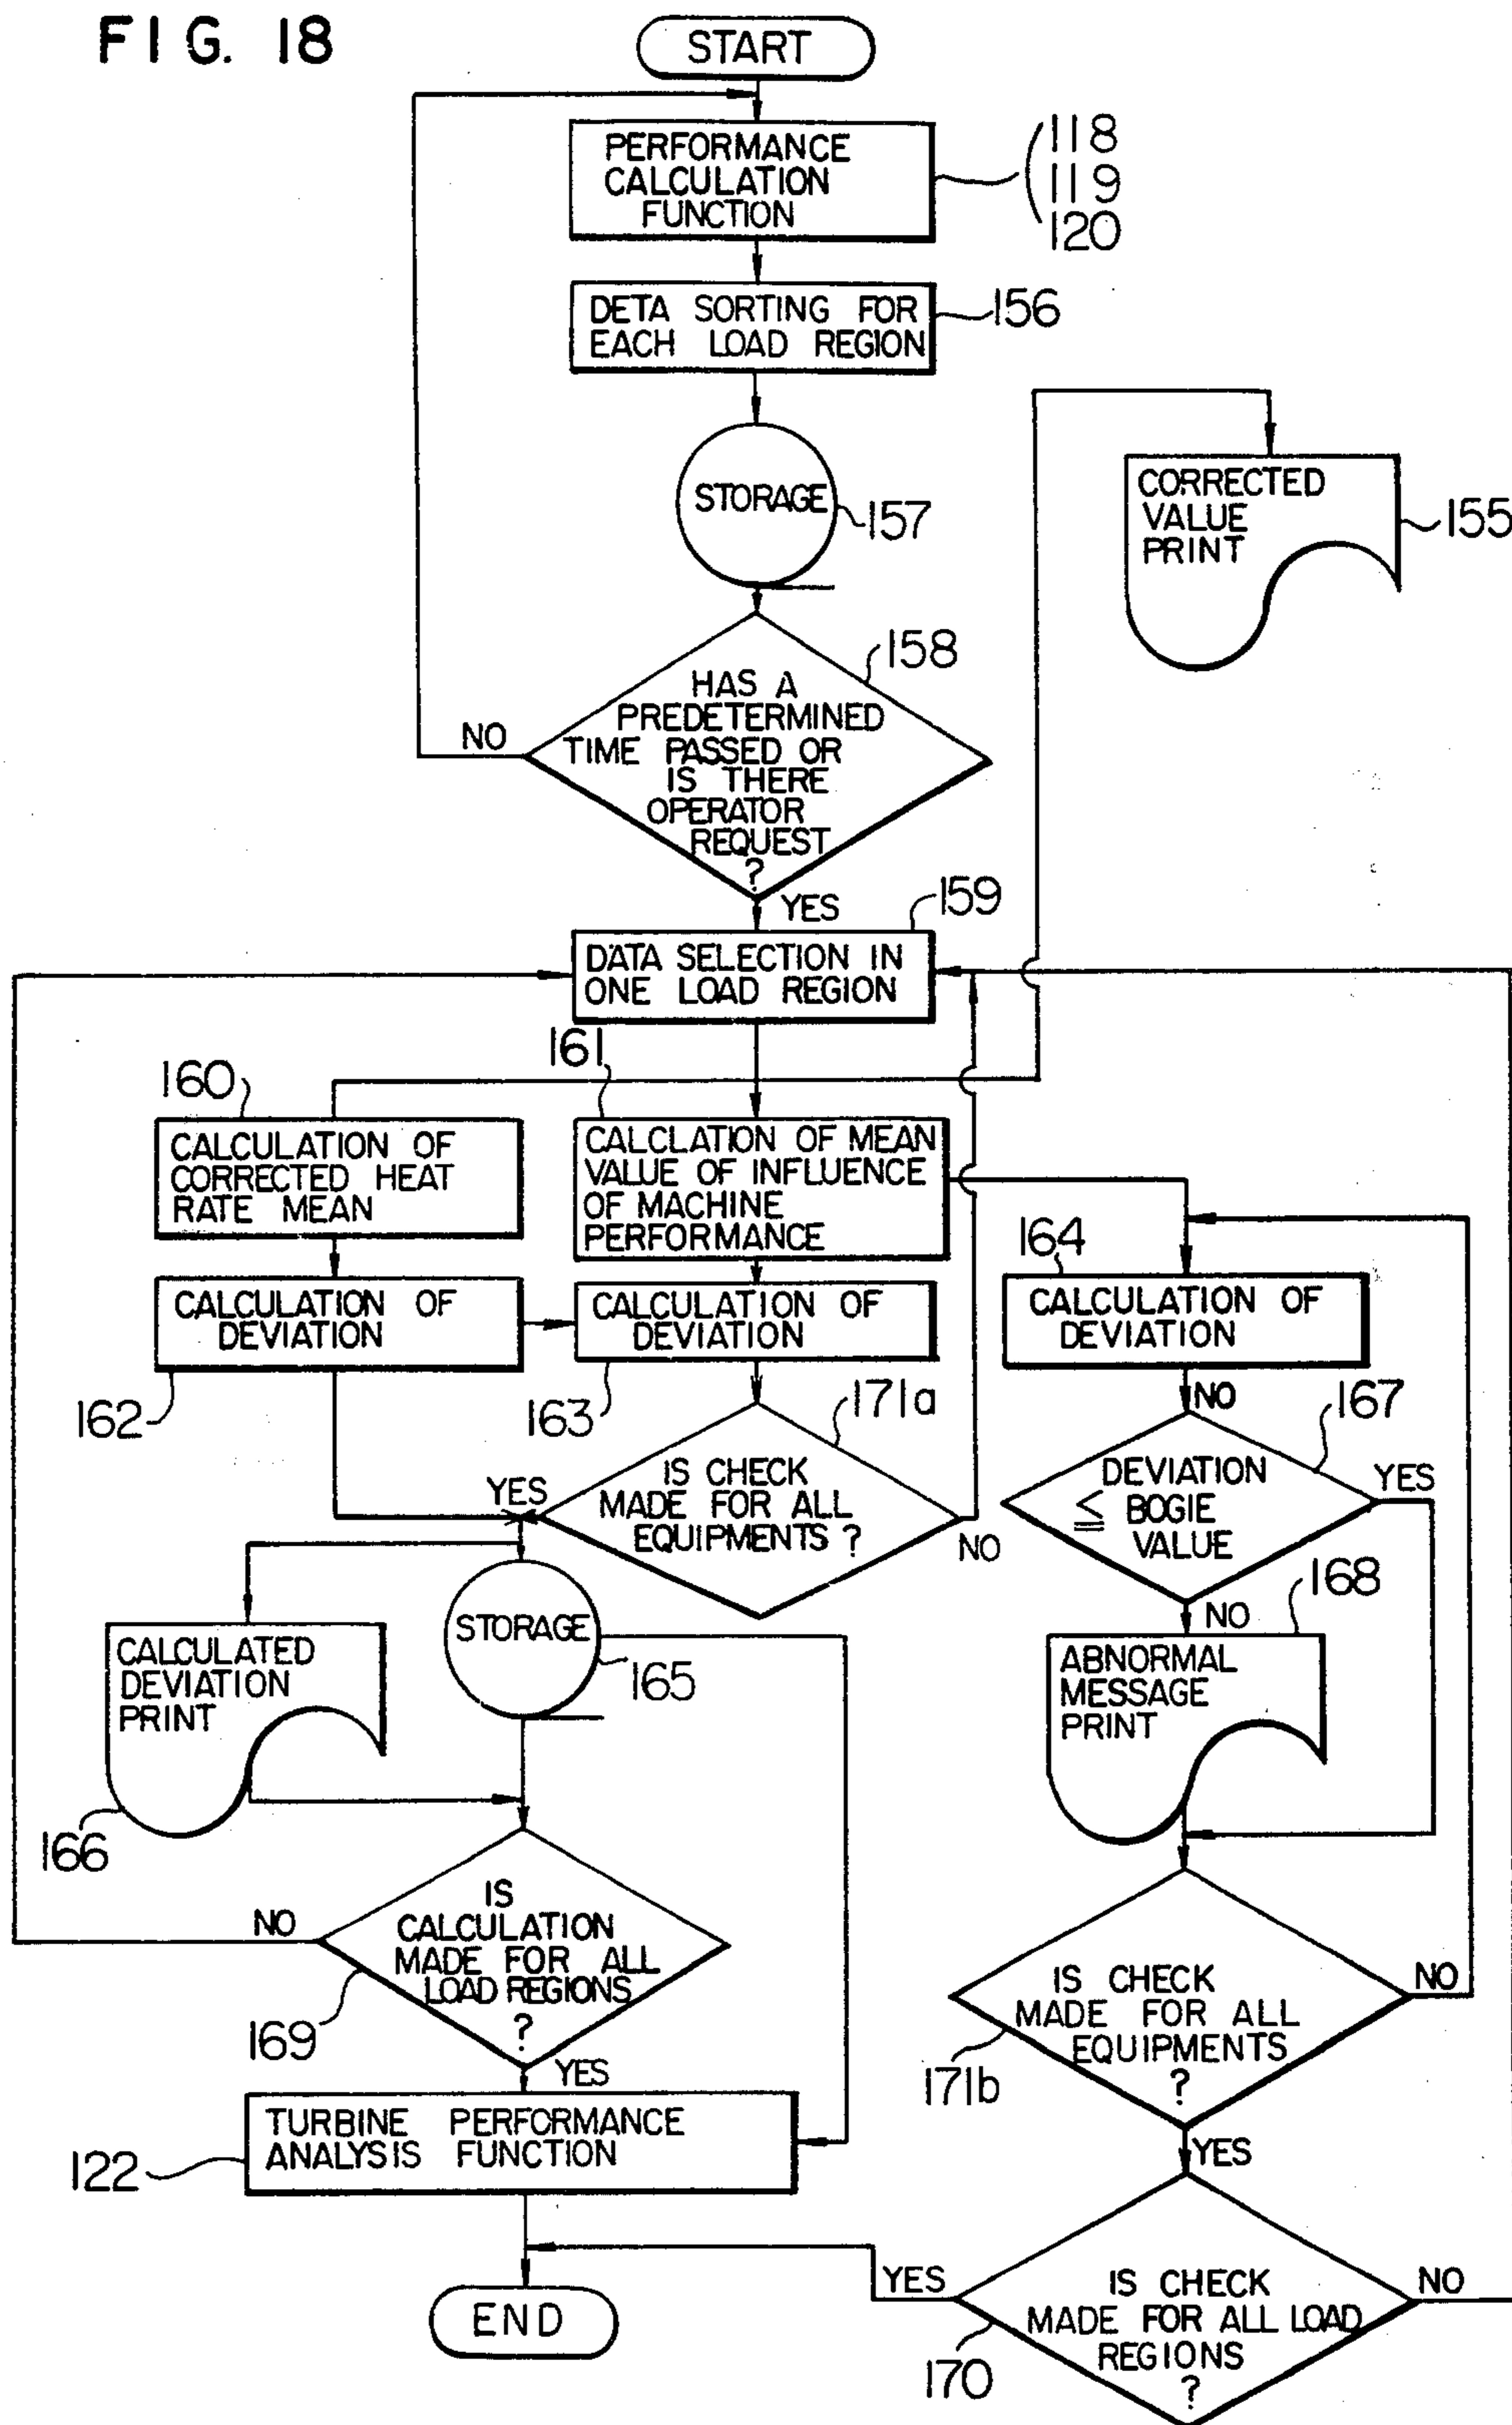 FIG. 18
START
PERFORMANCE
CALCULATION
FUNCTION
118
119
120
DETA SORTING FOR
EACH LOAD REGION
156
STORAGE
157
CORRECTED
VALUE
PRINT
155
158
HAS A
PREDETERMINED
TIME PASSED OR
IS THERE
OPERATOR
REQUEST
?
NO
YES
159
DATA SELECTION IN
ONE LOAD REGION
160
161
CALCULATION OF
CORRECTED HEAT
RATE MEAN
CALCLATION OF MEAN
VALUE OF INFLUENCE
OF MACHINE
PERFORMANCE
164
CALCULATION OF
DEVIATION
CALCULATION OF
DEVIATION
CALCULATION OF
DEVIATION
162
163
171a
NO
167
IS CHECK
MADE FOR ALL
EQUIPMENTS ?
YES
NO
DEVIATION
≦ BOGIE
VALUE
YES
NO
168
STORAGE
165
CALCULATED
DEVIATION
PRINT
166
ABNORMAL
MESSAGE
PRINT
IS
CALCULATION
MADE FOR ALL
LOAD REGIONS
?
NO
169
YES
IS CHECK
MADE FOR ALL
EQUIPMENTS
?
NO
171b
YES
TURBINE PERFORMANCE
ANALYSIS FUNCTION
122
END
YES
IS CHECK
MADE FOR ALL LOAD
REGIONS
?
NO
170